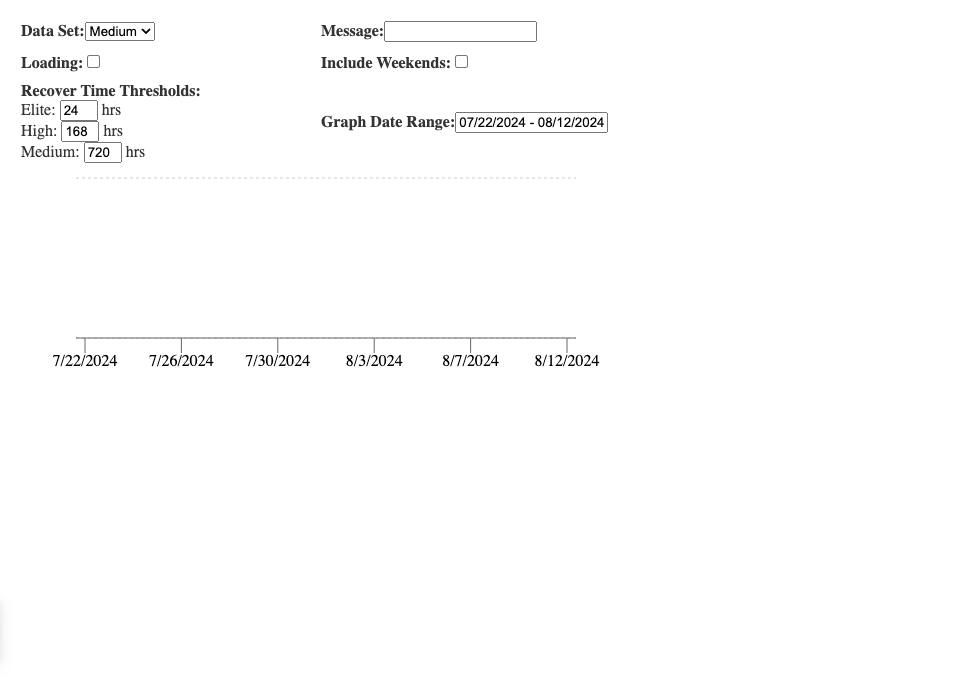 Data Set: Medium
Message:
Loading:
Include Weekends:
Recover Time Thresholds:
Elite: 24 hrs
High: 168 hrs
Medium: 720 hrs
Graph Date Range: 07/22/2024 - 08/12/2024
7/22/2024 7/26/2024 7/30/2024 8/3/2024 8/7/2024 8/12/2024